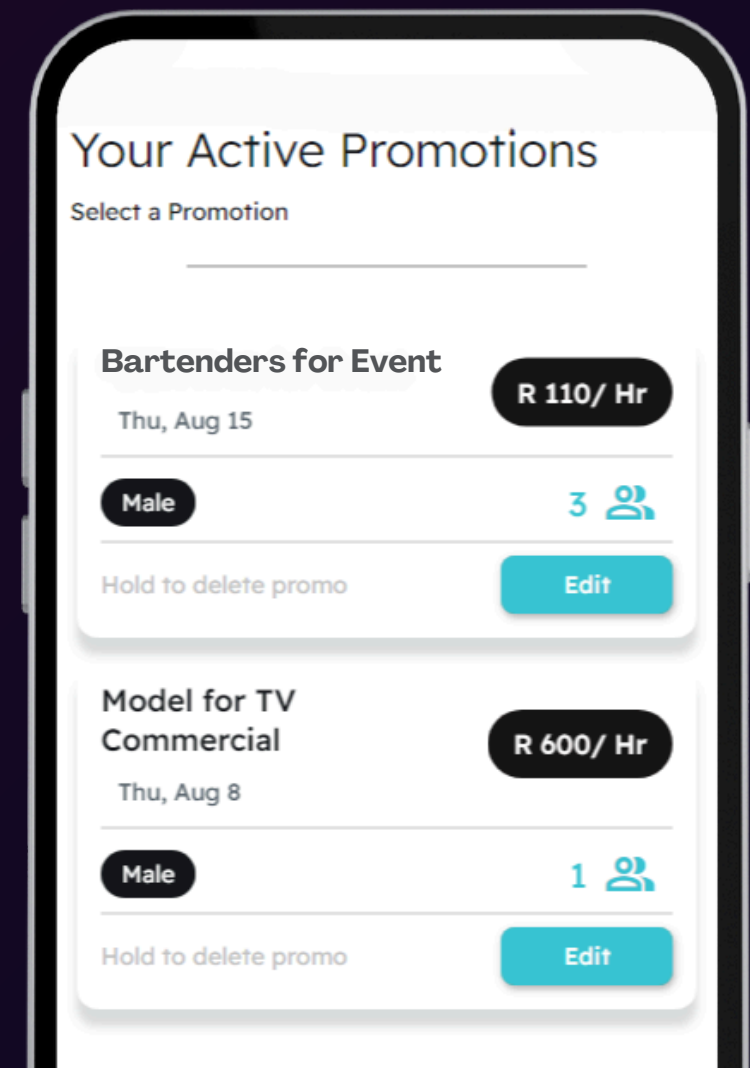 Your Active Promotions
Select a Promotion
Bartenders for Event
R 110/ Hr
Thu, Aug 15
Male
3
Hold to delete promo
Edit
Model for TV
Commercial
R 600/ Hr
Thu, Aug 8
Male
1
Hold to delete promo
Edit